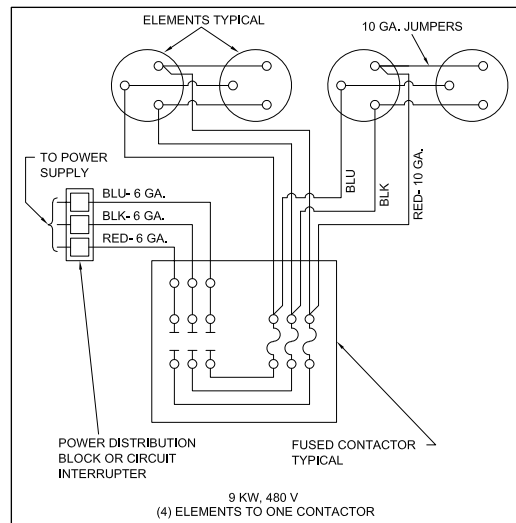 ELEMENTS TYPICAL
10 GA. JUMPERS
TO POWER
SUPPLY
BLU- 6 GA.
BLK- 6 GA.
RED- 6 GA.
BLU
BLK
RED- 10 GA.
POWER DISTRIBUTION
BLOCK OR CIRCUIT
INTERRUPTER
FUSED CONTACTOR
TYPICAL
9 KW, 480 V
(4) ELEMENTS TO ONE CONTACTOR